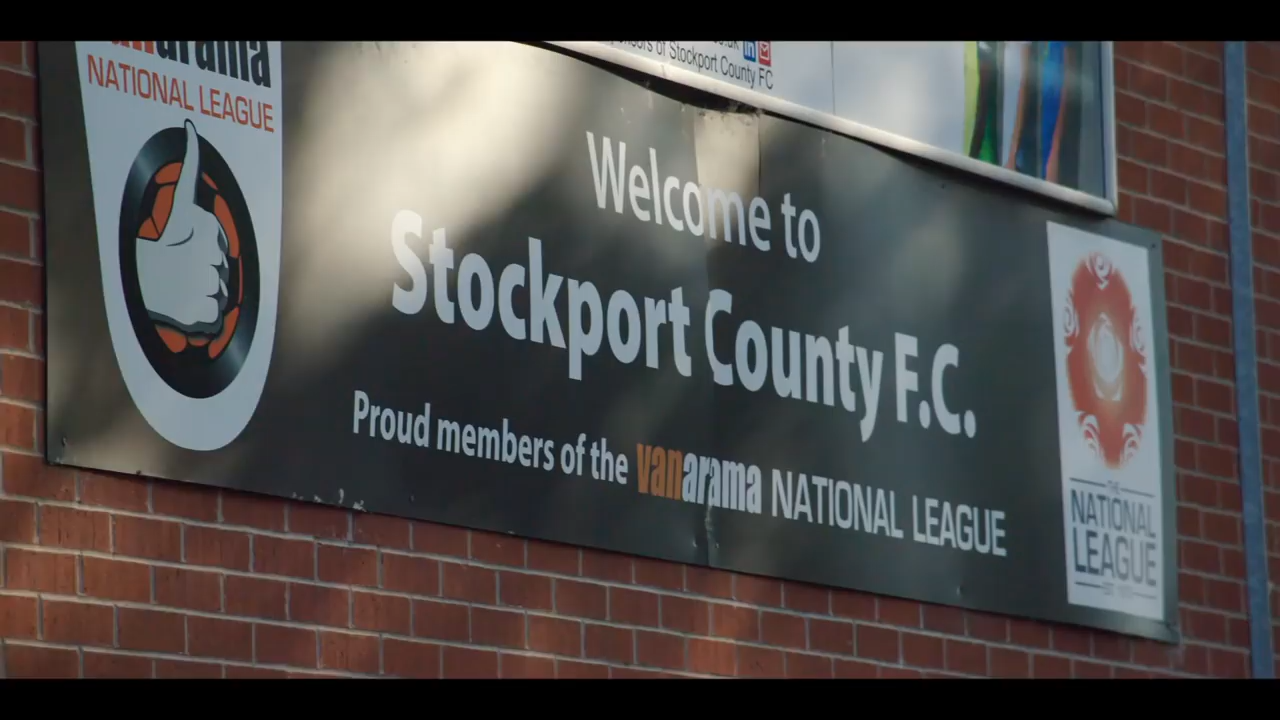 NATIONAL LEAGUE
of Stockport County FC
Welcome to
Stockport County F.C.
Proud members of the vanarama NATIONAL LEAGUE
THE
NATIONAL
LEAGUE